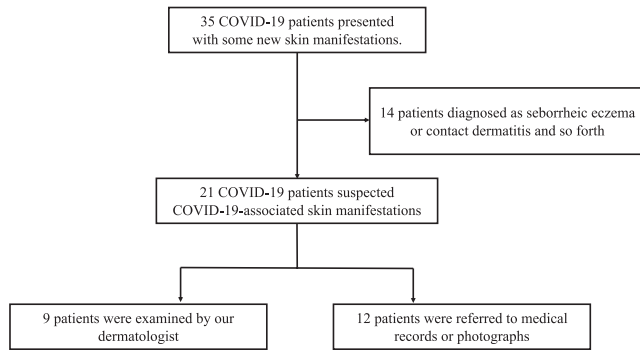 35 COVID-19 patients presented
with some new skin manifestations.
14 patients diagnosed as seborrheic eczema
or contact dermatitis and so forth
21 COVID-19 patients suspected
COVID-19-associated skin manifestations
9 patients were examined by our
dermatologist
12 patients were referred to medical
records or photographs